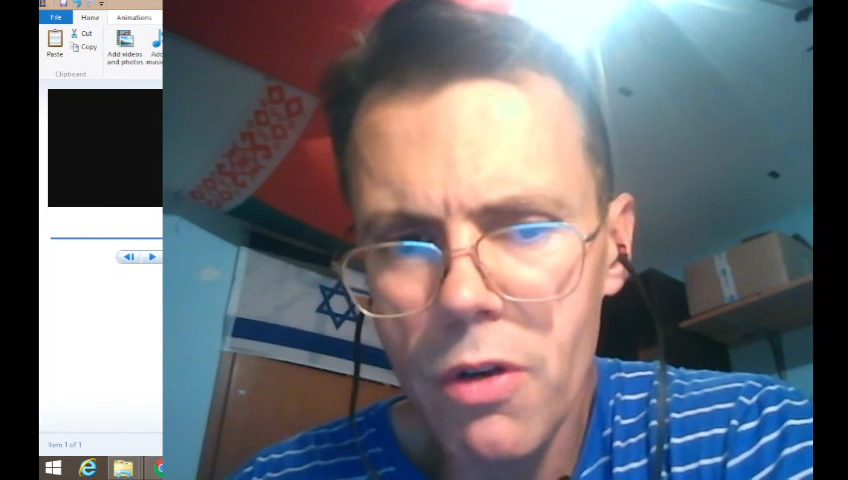 File
Home
Animations
Paste
Cut
Copy
Add videos
and photos
Clipboard
Item 1 of 1